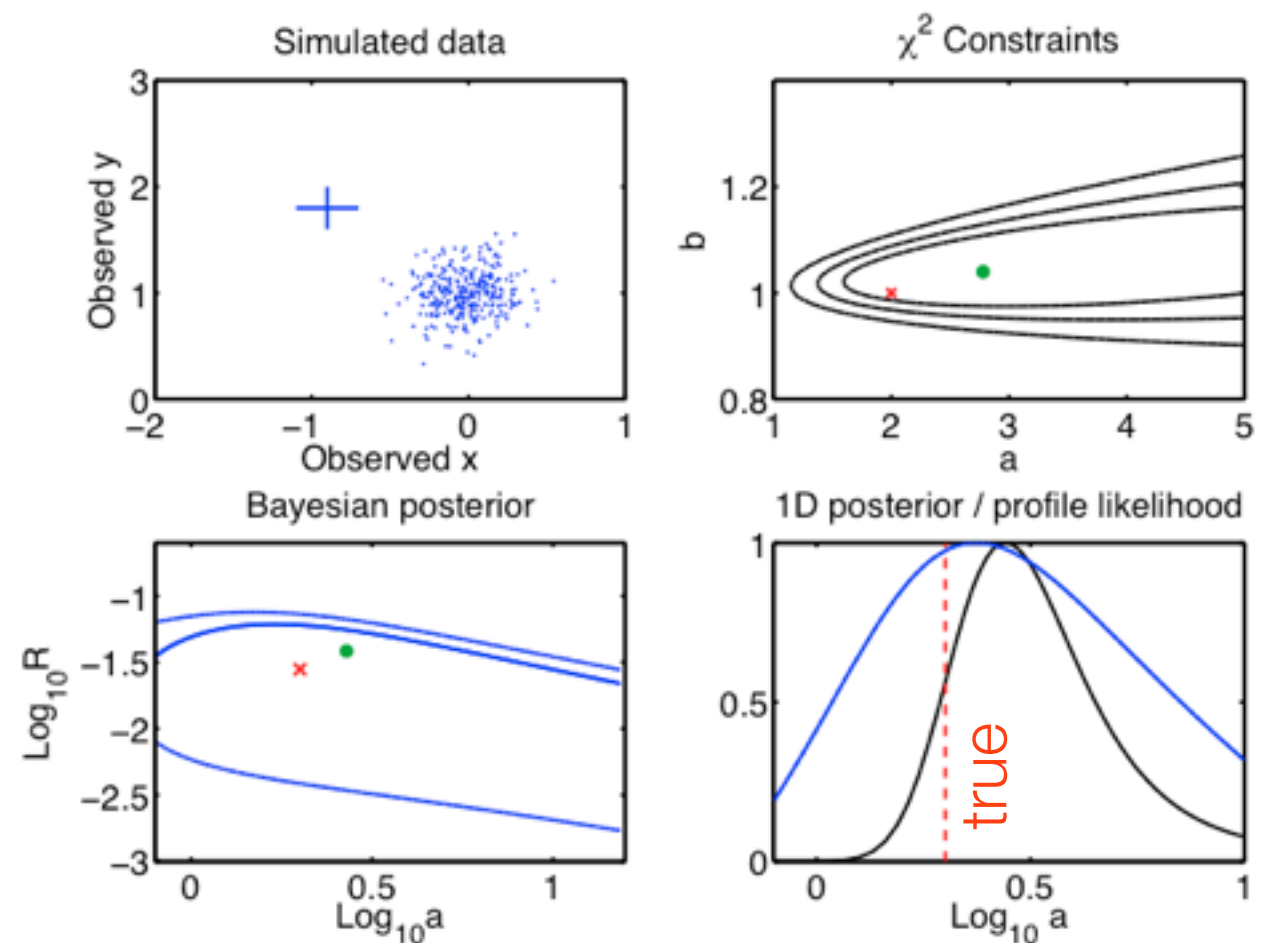 Simulated data
3
2
1
0
Observed y
−2 −1 0 1
Observed x
χ² Constraints
1.2
1
0.8
b
1 2 3 4 5
a
Bayesian posterior
−1
−1.5
−2
−2.5
−3
Log₁₀R
0 0.5 1
Log₁₀a
1D posterior / profile likelihood
1
0.5
0
true
0 0.5 1
Log₁₀ a